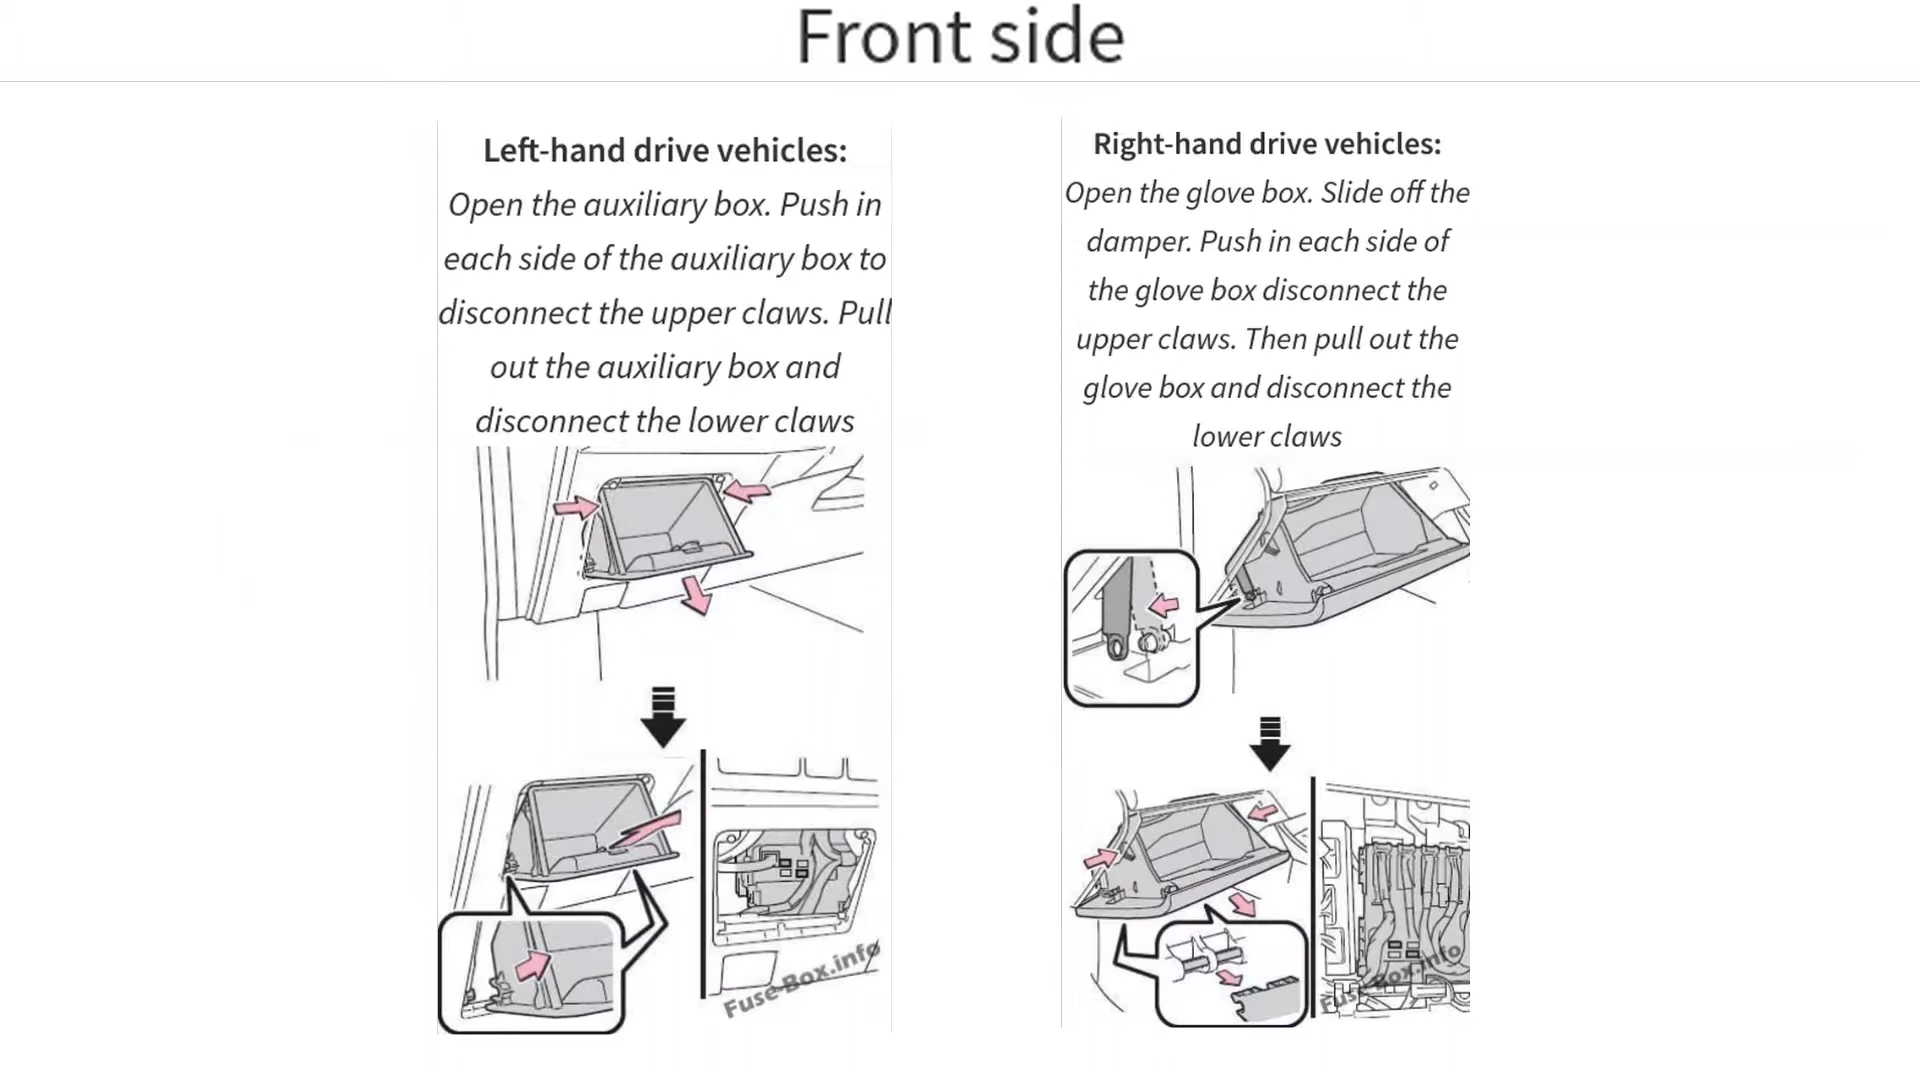 Front side
Left-hand drive vehicles:
Open the auxiliary box. Push in
each side of the auxiliary box to
disconnect the upper claws. Pull
out the auxiliary box and
disconnect the lower claws
Fuse-Box.info
Right-hand drive vehicles:
Open the glove box. Slide off the
damper. Push in each side of
the glove box disconnect the
upper claws. Then pull out the
glove box and disconnect the
lower claws
Fuse-Box.info